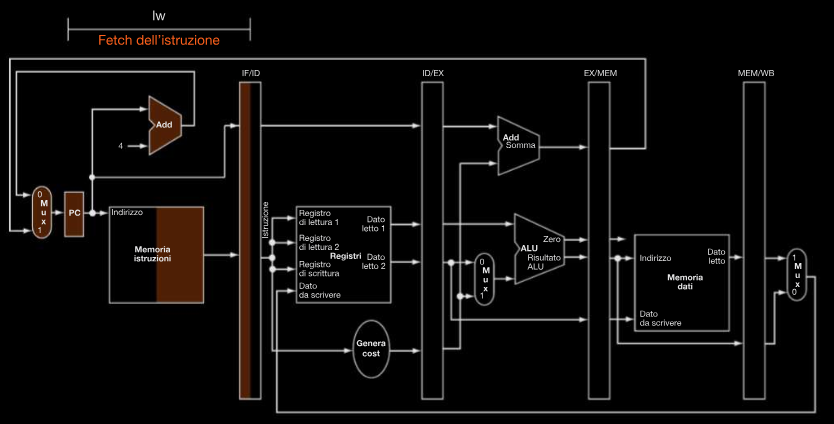 lw
Fetch dell'istruzione
IF/ID
ID/EX
EX/MEM
MEM/WB
Add
4
Add
Somma
0
M
u
x
1
PC
Indirizzo
Memoria
istruzioni
Istruzione
Registro
di lettura 1
Registro
di lettura 2
Registro
di scrittura
Dato
da scrivere
Registri
Dato
letto 1
Dato
letto 2
Genera
cost
0
M
u
x
1
ALU
Zero
Risultato
ALU
Indirizzo
Memoria
dati
Dato
letto
Dato
da scrivere
1
M
u
x
0